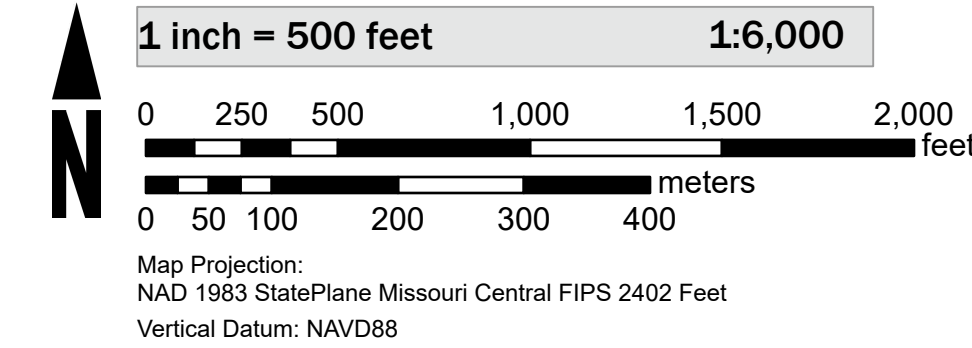 1 inch = 500 feet 1:6,000
0 250 500 1,000 1,500 2,000
feet
meters
0 50 100 200 300 400
N
Map Projection:
NAD 1983 StatePlane Missouri Central FIPS 2402 Feet
Vertical Datum: NAVD88